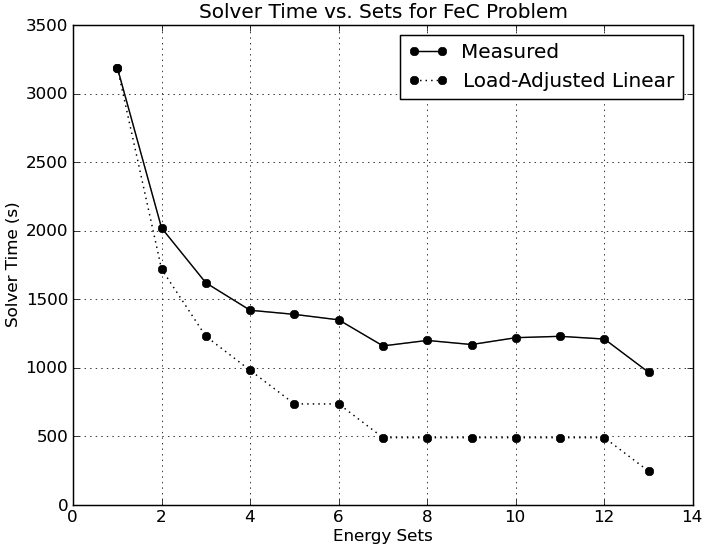 Solver Time vs. Sets for FeC Problem
Measured
Load-Adjusted Linear
Solver Time (s)
3500
3000
2500
2000
1500
1000
500
0
0 2 4 6 8 10 12 14
Energy Sets